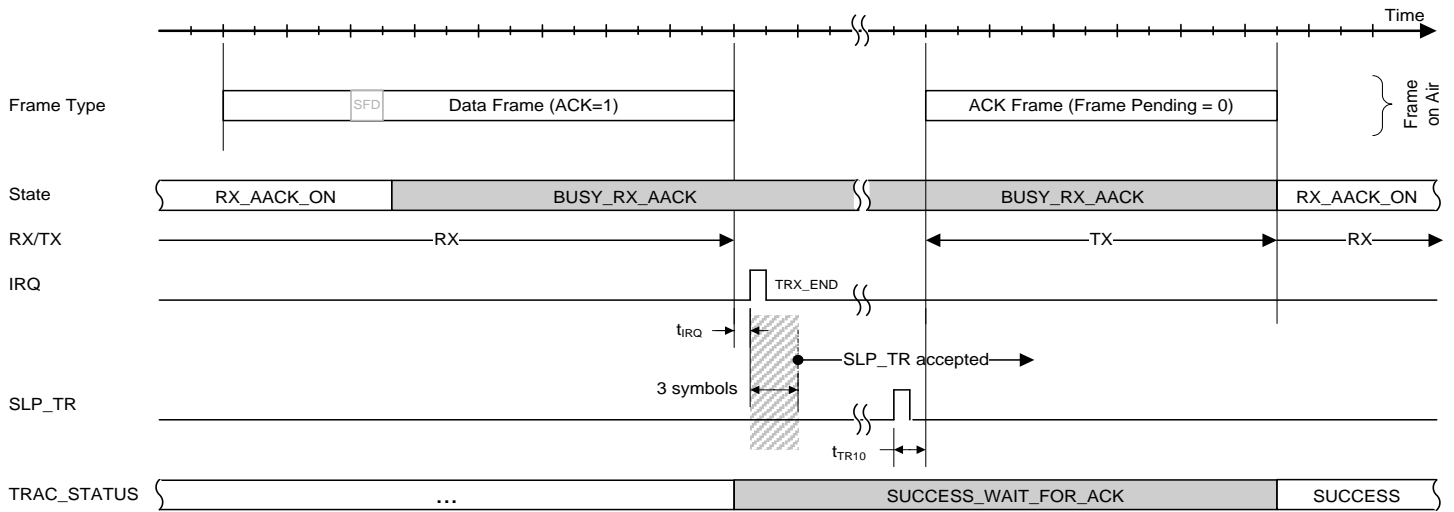 Time
Frame Type
SFD
Data Frame (ACK=1)
ACK Frame (Frame Pending = 0)
Frame
on Air
State
RX_AACK_ON
BUSY_RX_AACK
BUSY_RX_AACK
RX_AACK_ON
RX/TX
RX
TX
RX
IRQ
TRX_END
tIRQ
SLP_TR accepted
3 symbols
SLP_TR
tTR10
TRAC_STATUS
...
SUCCESS_WAIT_FOR_ACK
SUCCESS